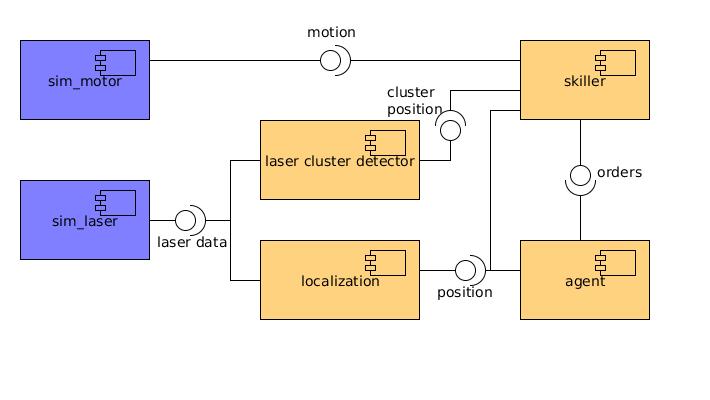 motion
sim_motor
skiller
cluster
position
laser cluster detector
orders
sim_laser
laser data
localization
position
agent